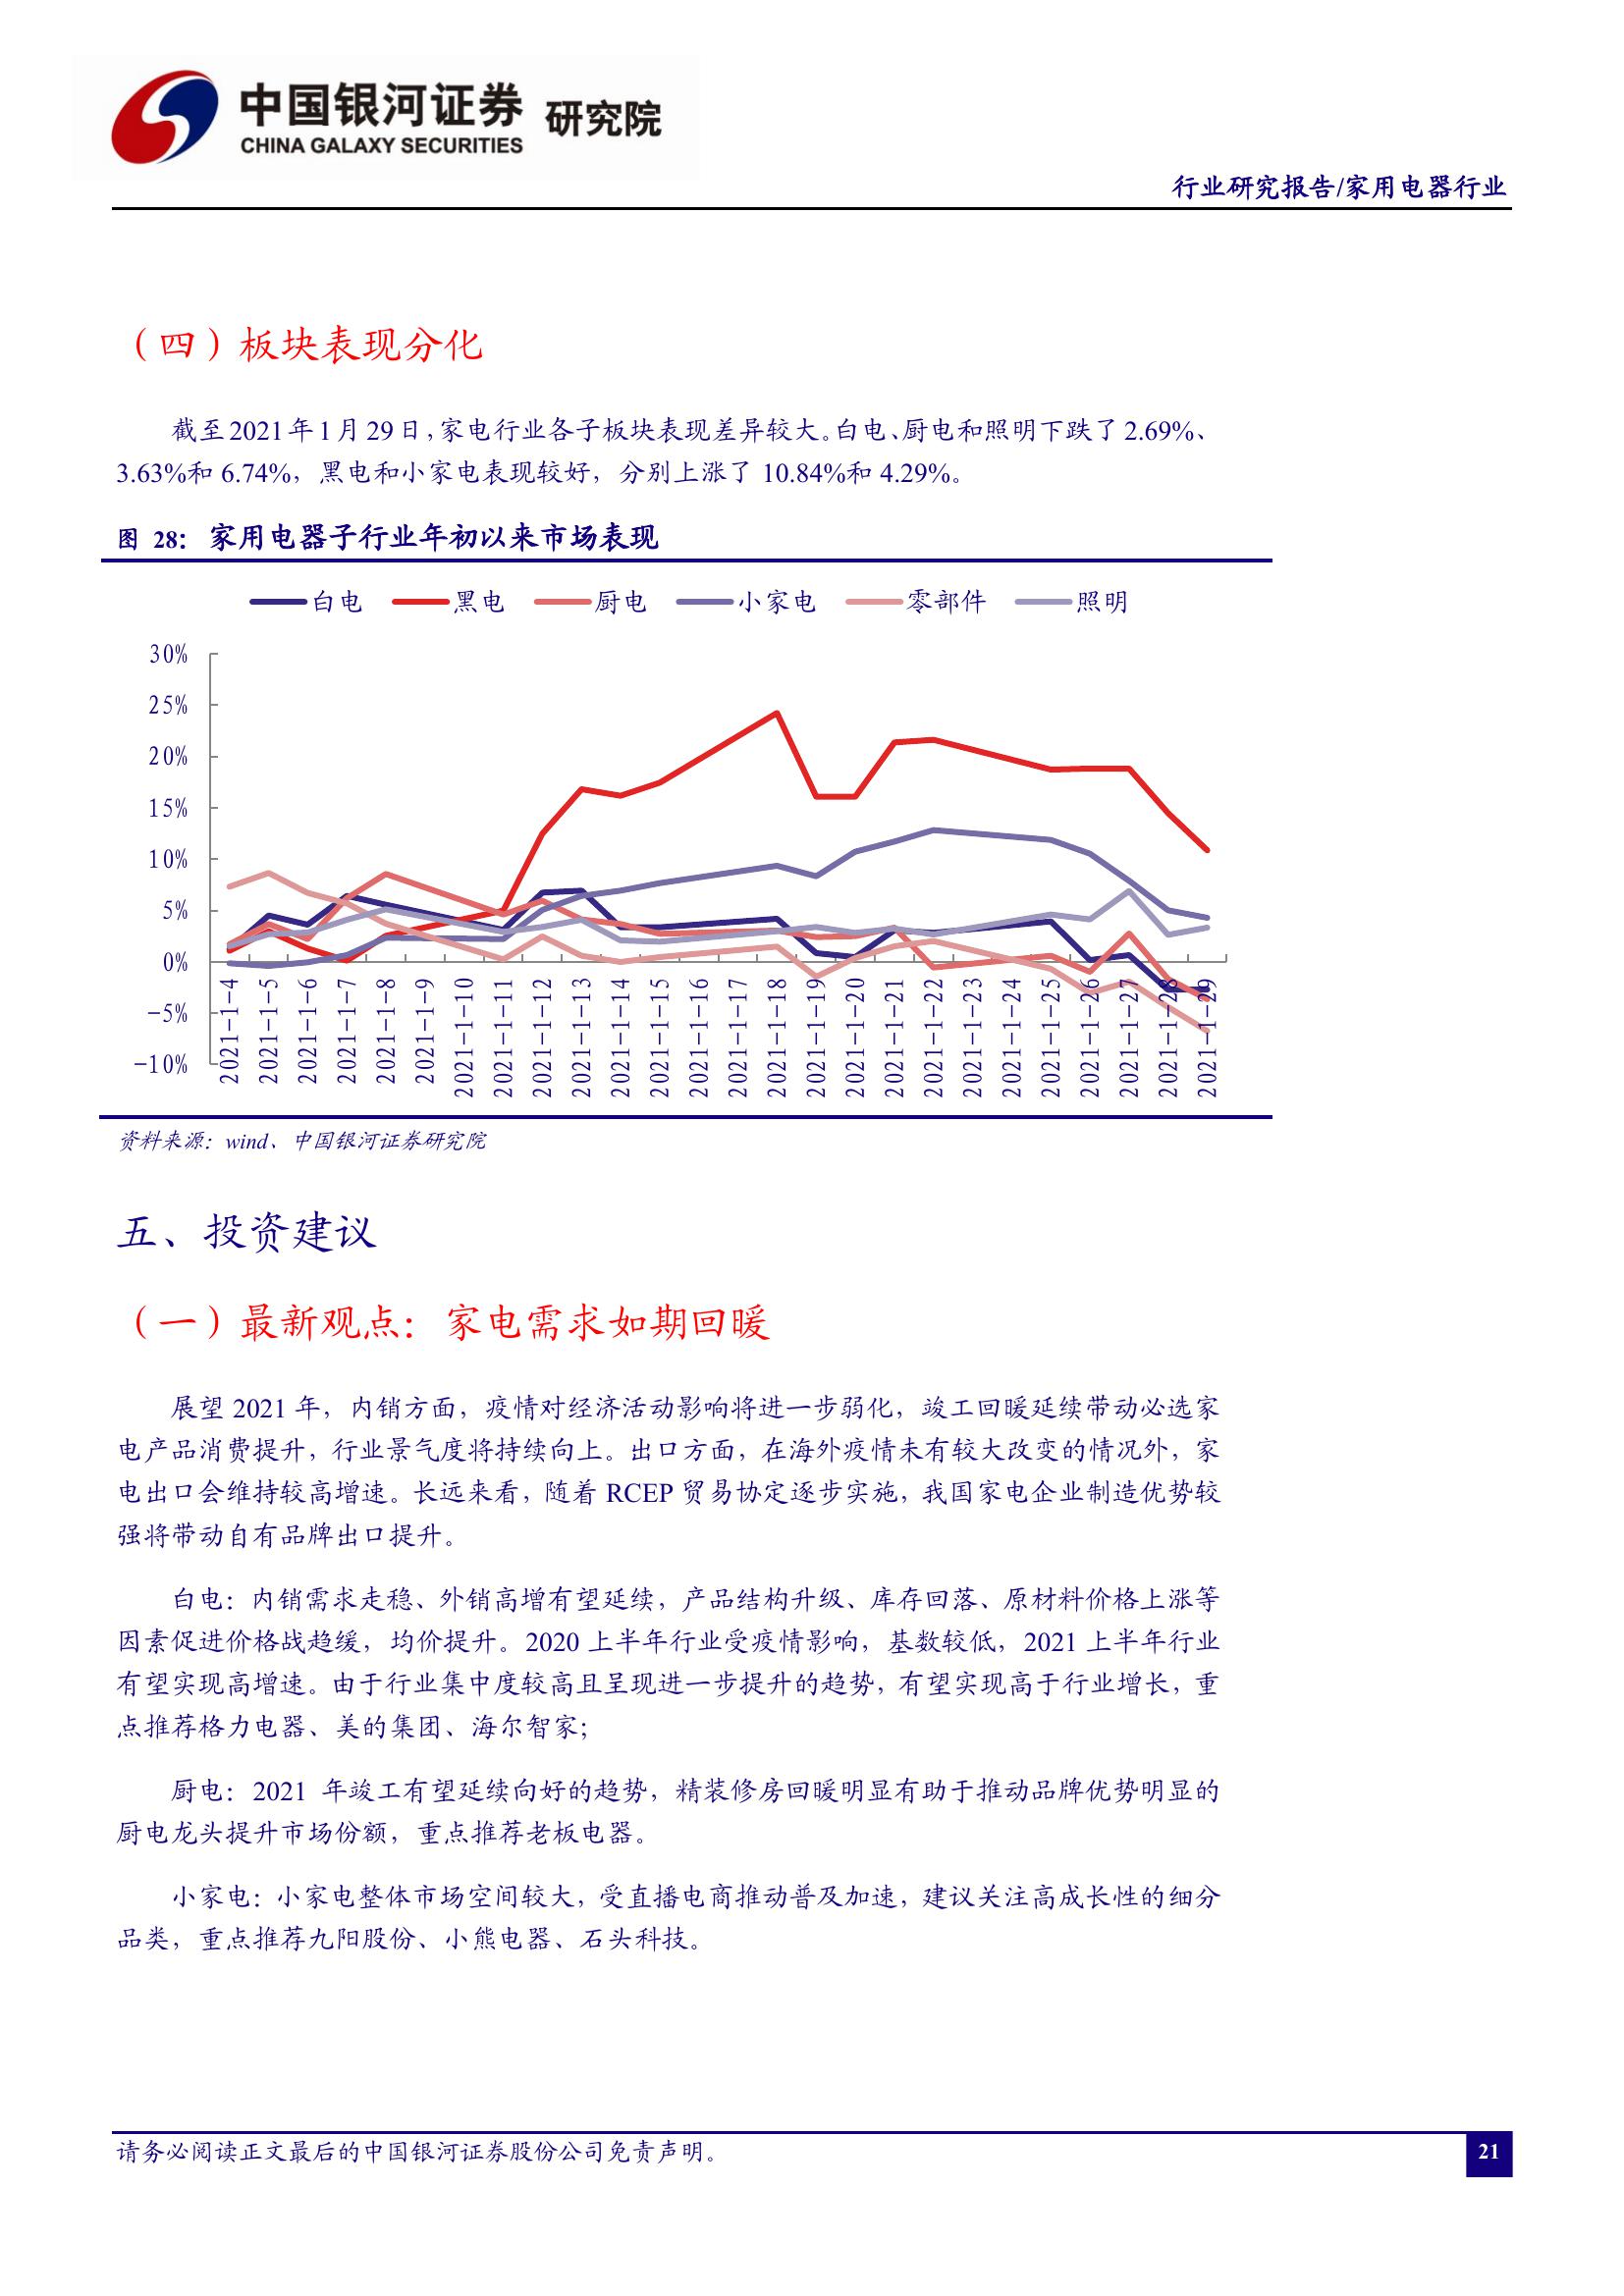 中国银河证券 研究院
CHINA GALAXY SECURITIES
行业研究报告/家用电器行业
（四）板块表现分化
截至2021年1月29日，家电行业各子板块表现差异较大。白电、厨电和照明下跌了2.69%、
3.63%和 6.74%，黑电和小家电表现较好，分别上涨了 10.84%和 4.29%。
图 28：家用电器子行业年初以来市场表现
白电 黑电 厨电 小家电 零部件 照明
30%
25%
20%
15%
10%
5%
0%
-5%
-10%
2021-1-4 2021-1-5 2021-1-6 2021-1-7 2021-1-8 2021-1-9 2021-1-10 2021-1-11 2021-1-12 2021-1-13 2021-1-14 2021-1-15 2021-1-16 2021-1-17 2021-1-18 2021-1-19 2021-1-20 2021-1-21 2021-1-22 2021-1-23 2021-1-24 2021-1-25 2021-1-26 2021-1-27 2021-1-28 2021-1-29
资料来源：wind、中国银河证券研究院
五、投资建议
（一）最新观点：家电需求如期回暖
展望 2021 年，内销方面，疫情对经济活动影响将进一步弱化，竣工回暖延续带动必选家
电产品消费提升，行业景气度将持续向上。出口方面，在海外疫情未有较大改变的情况外，家
电出口会维持较高增速。长远来看，随着 RCEP 贸易协定逐步实施，我国家电企业制造优势较
强将带动自有品牌出口提升。
白电：内销需求走稳、外销高增有望延续，产品结构升级、库存回落、原材料价格上涨等
因素促进价格战趋缓，均价提升。2020 上半年行业受疫情影响，基数较低，2021 上半年行业
有望实现高增速。由于行业集中度较高且呈现进一步提升的趋势，有望实现高于行业增长，重
点推荐格力电器、美的集团、海尔智家；
厨电：2021 年竣工有望延续向好的趋势，精装修房回暖明显有助于推动品牌优势明显的
厨电龙头提升市场份额，重点推荐老板电器。
小家电：小家电整体市场空间较大，受直播电商推动普及加速，建议关注高成长性的细分
品类，重点推荐九阳股份、小熊电器、石头科技。
请务必阅读正文最后的中国银河证券股份公司免责声明。
21